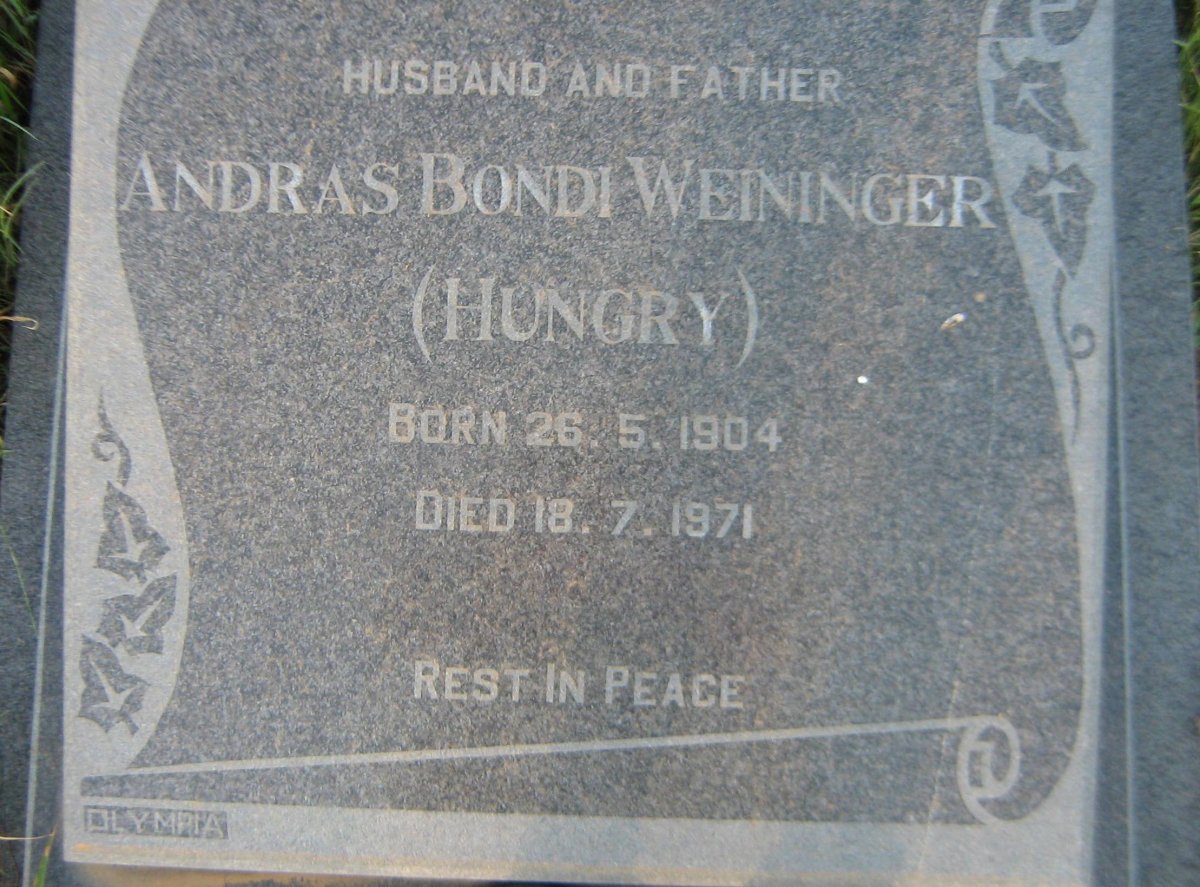 HUSBAND AND FATHER
ANDRAS BONDI WEININGER
(HUNGRY)
BORN 26. 5. 1904
DIED 18. 7. 1971
REST IN PEACE
OLYMPIA